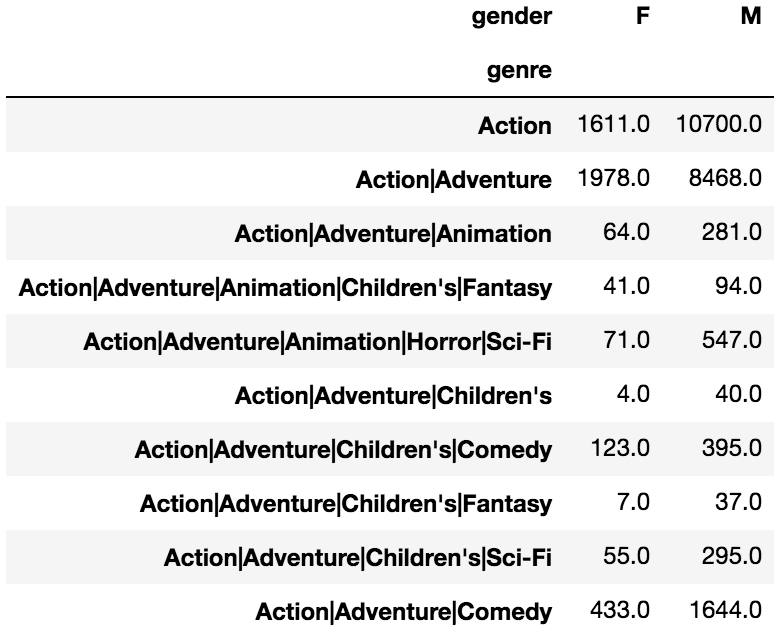 gender F M
genre
Action 1611.0 10700.0
Action|Adventure 1978.0 8468.0
Action|Adventure|Animation 64.0 281.0
Action|Adventure|Animation|Children's|Fantasy 41.0 94.0
Action|Adventure|Animation|Horror|Sci-Fi 71.0 547.0
Action|Adventure|Children's 4.0 40.0
Action|Adventure|Children's|Comedy 123.0 395.0
Action|Adventure|Children's|Fantasy 7.0 37.0
Action|Adventure|Children's|Sci-Fi 55.0 295.0
Action|Adventure|Comedy 433.0 1644.0